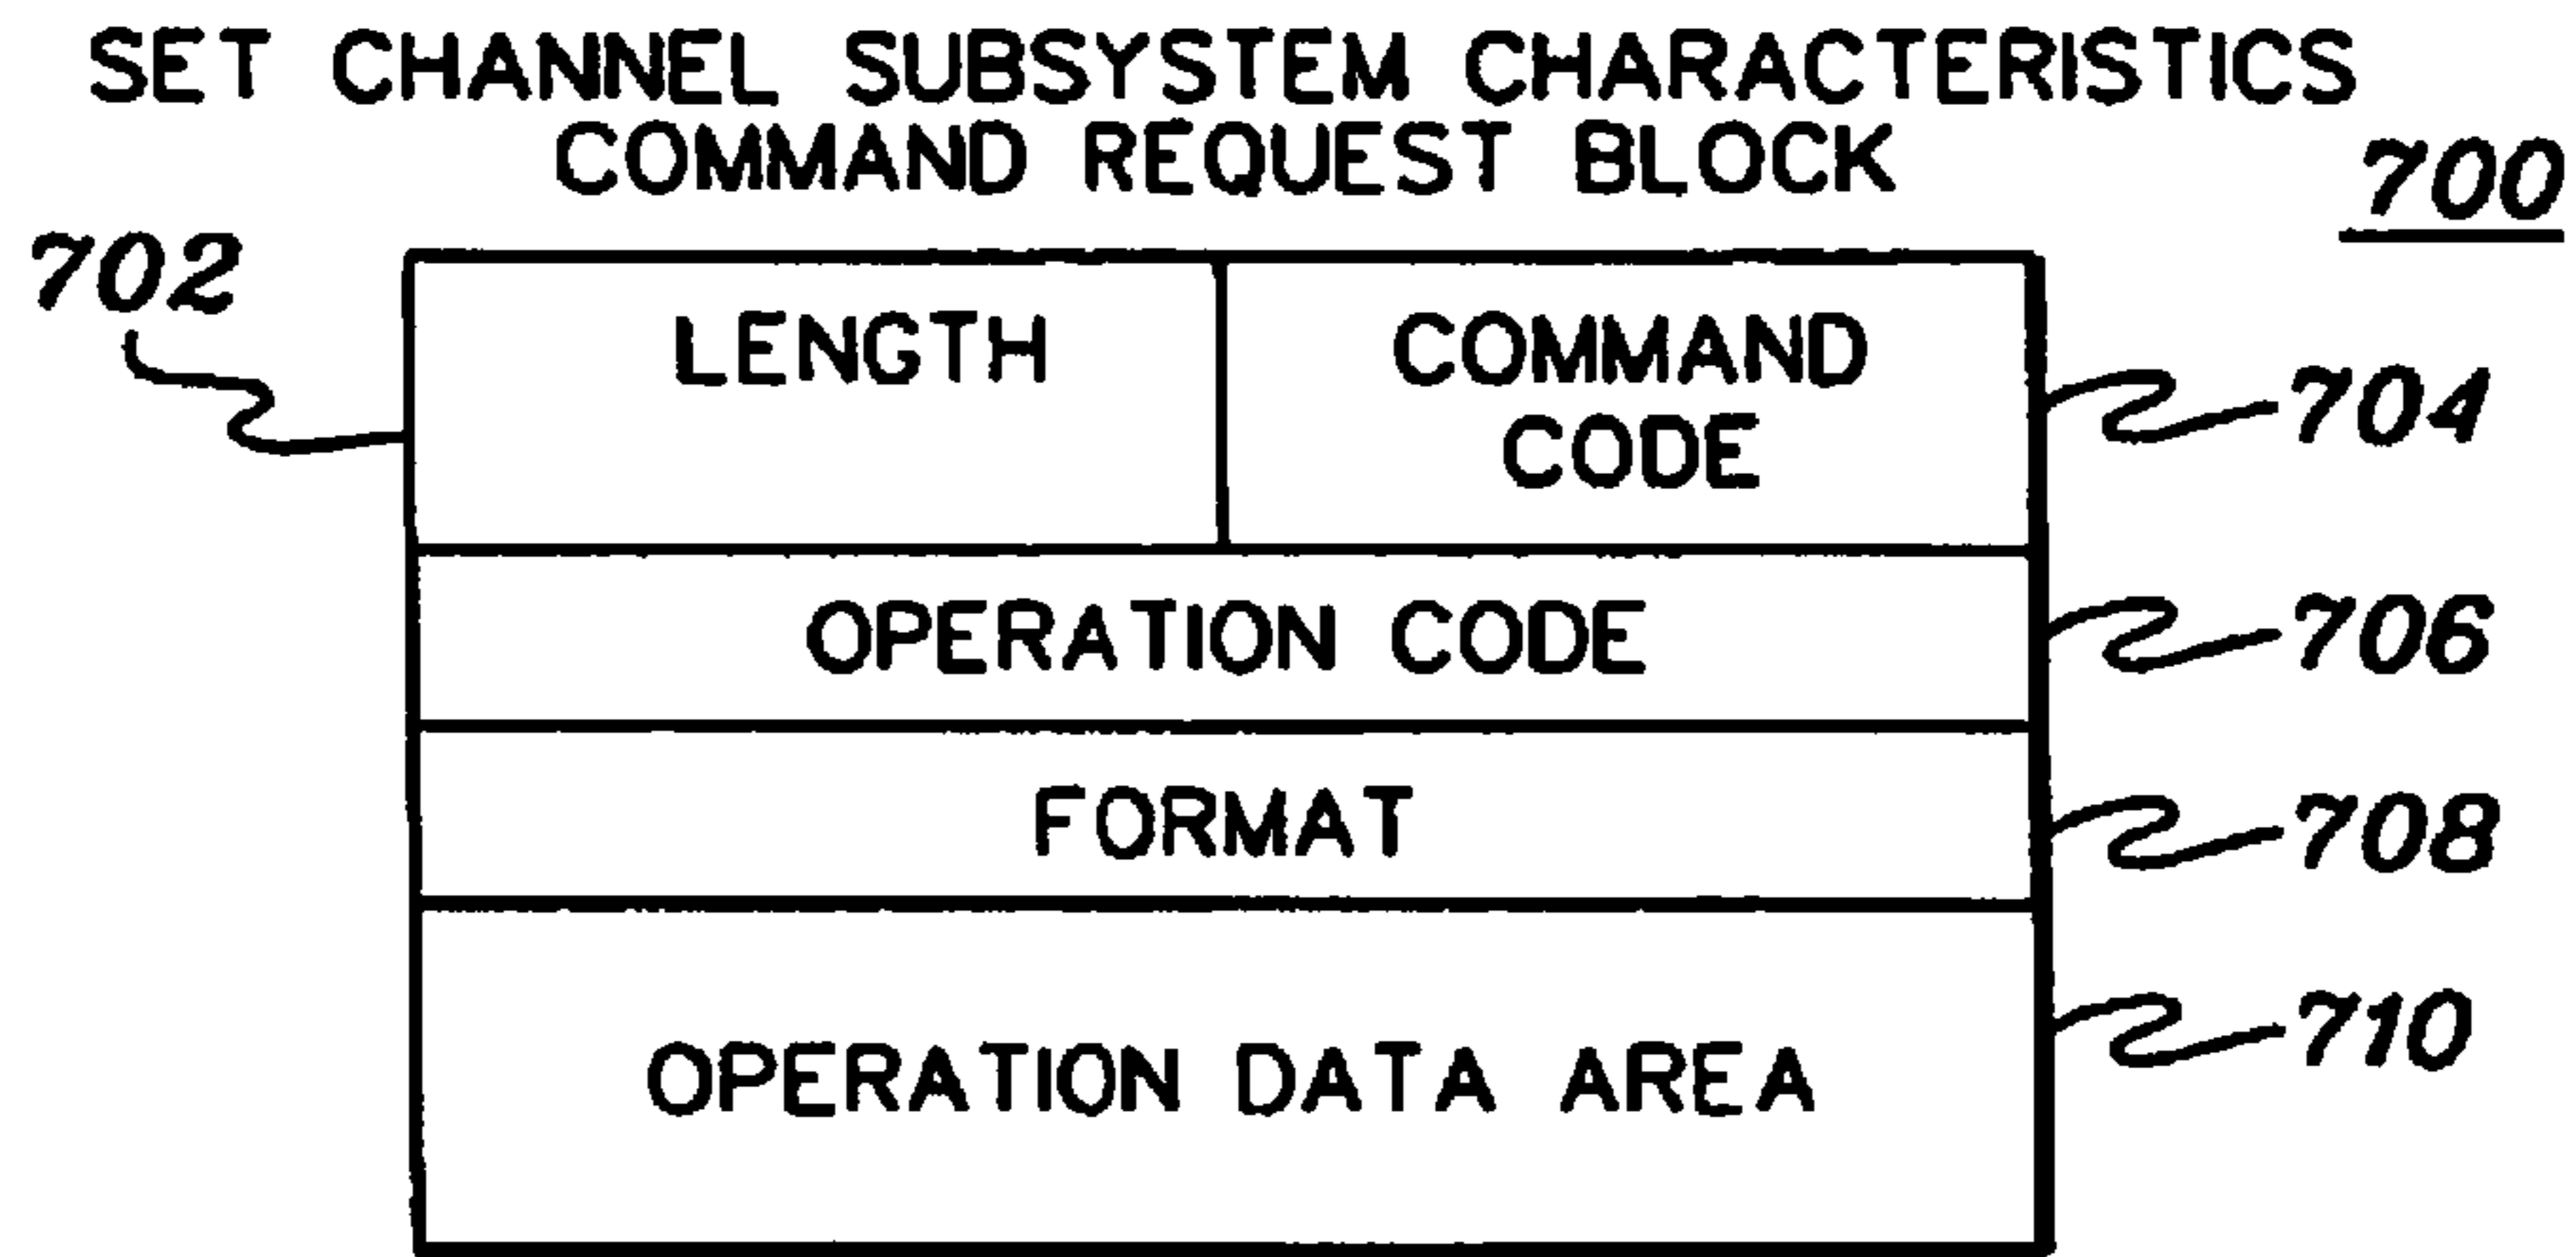 SET CHANNEL SUBSYSTEM CHARACTERISTICS
COMMAND REQUEST BLOCK
700
702
LENGTH
COMMAND
CODE
704
OPERATION CODE
706
FORMAT
708
OPERATION DATA AREA
710